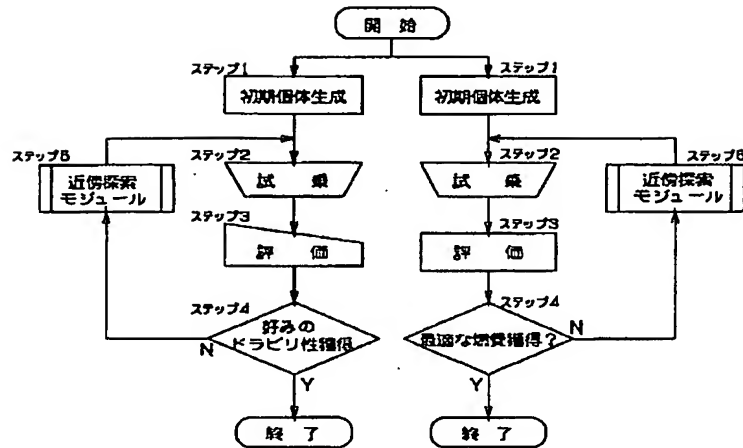 開 始
ステップ1
初期個体生成
ステップ1
初期個体生成
ステップ5
近傍探索
モジュール
ステップ2
試 乗
ステップ2
試 乗
ステップ5
近傍探索
モジュール
ステップ3
評 価
ステップ3
評 価
ステップ4
好みの
ドラビリ性獲得
N
Y
ステップ4
最適な燃費獲得?
N
Y
終 了
終 了